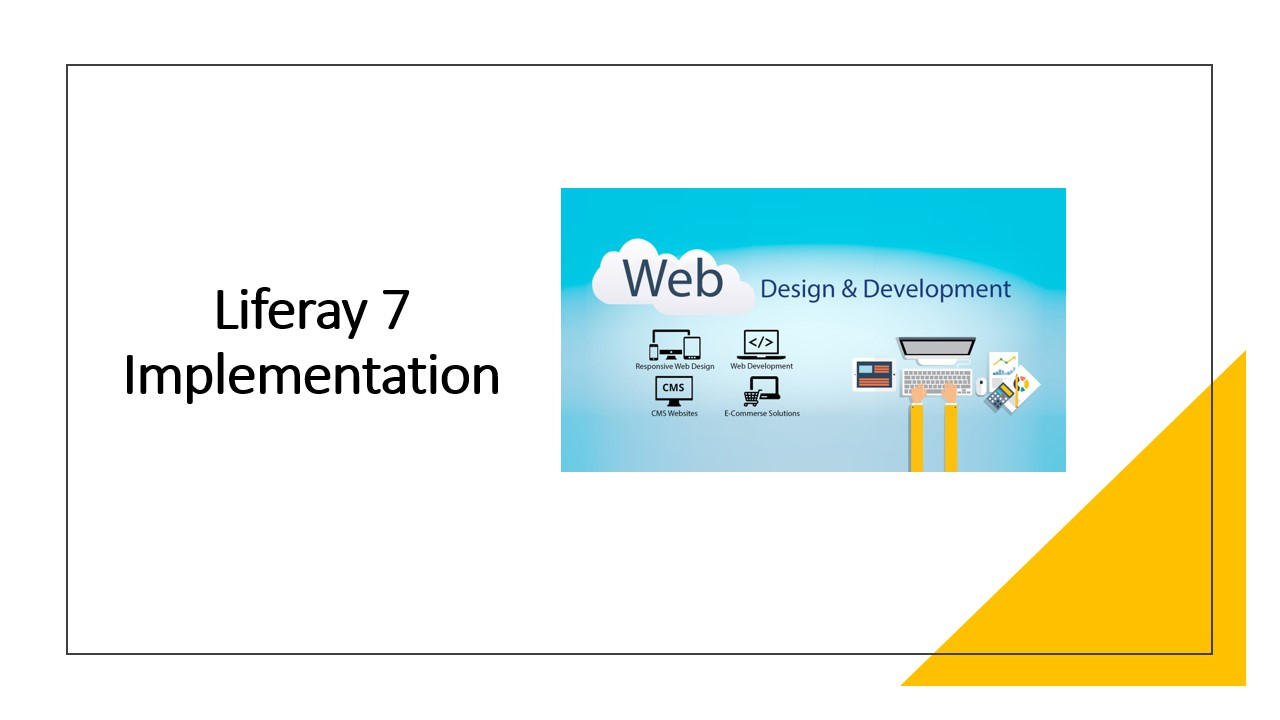 Liferay 7
Implementation
Web Design & Development
</>
Responsive Web Design
Web Development
CMS
CMS Websites
E-Commerse Solutions